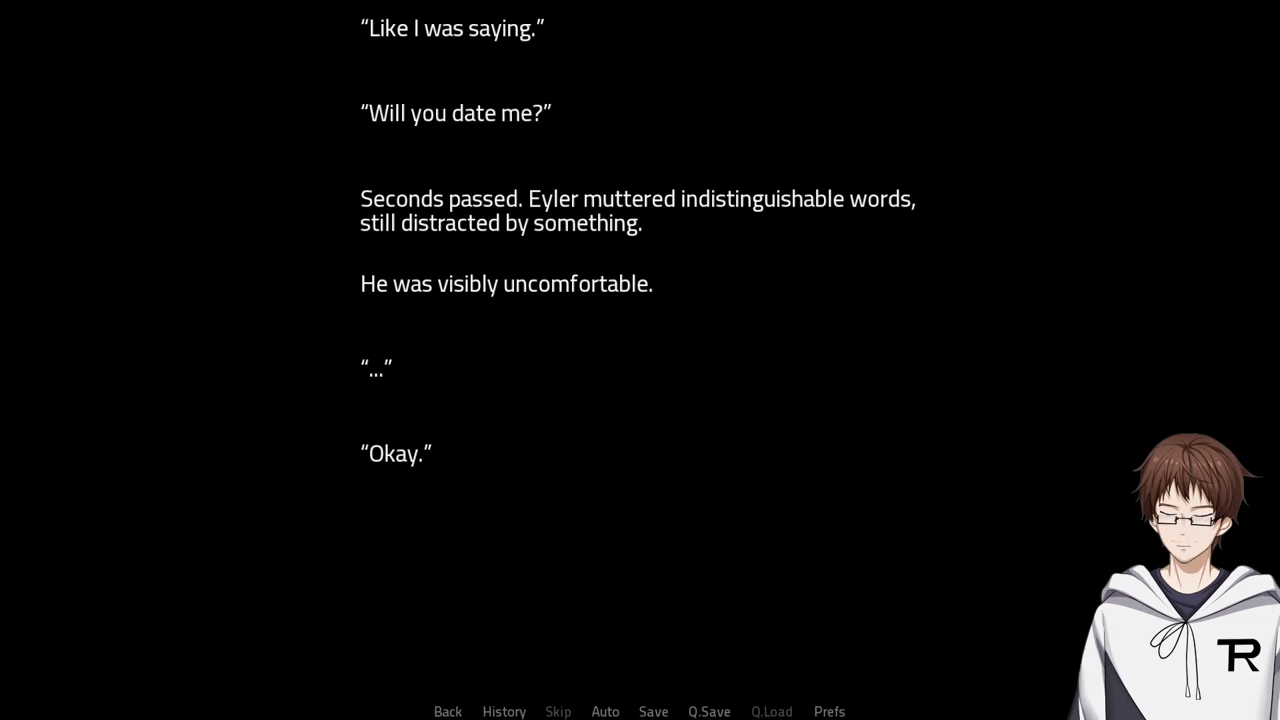 “Like I was saying.”
“Will you date me?”
Seconds passed. Eyler muttered indistinguishable words,
still distracted by something.
He was visibly uncomfortable.
“...”
“Okay.”
TR
Back History Skip Auto Save Q.Save Q.Load Prefs